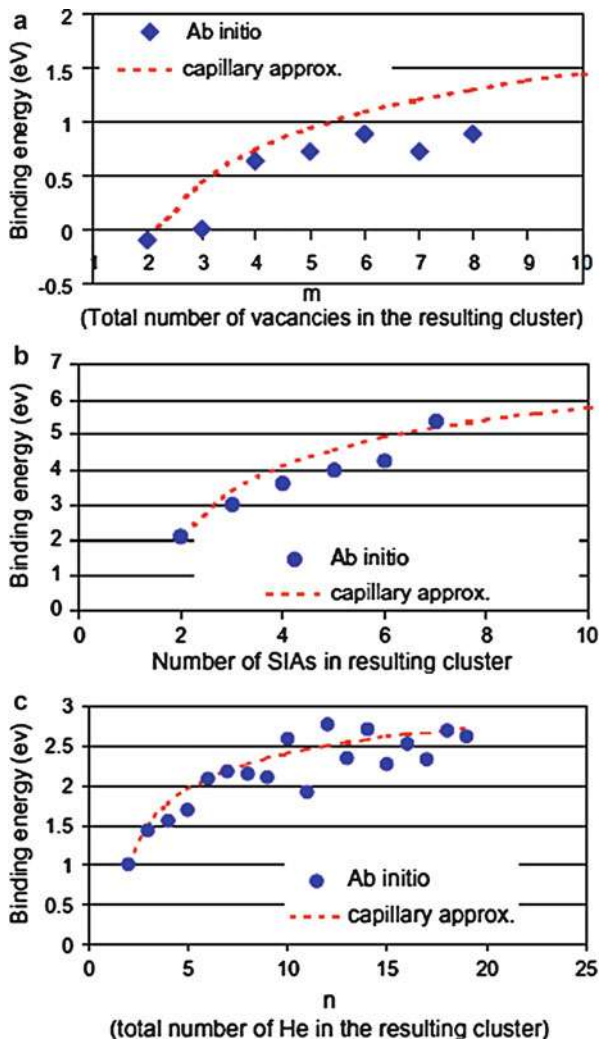 a
Ab initio
capillary approx.
Binding energy (eV)
2
1.5
1
0.5
0
-0.5
1 2 3 4 5 6 7 8 9 10
m
(Total number of vacancies in the resulting cluster)
b
Binding energy (ev)
7
6
5
4
3
2
1
0
Ab initio
capillary approx.
0 2 4 6 8 10
Number of SIAs in resulting cluster
c
Binding energy (ev)
3
2.5
2
1.5
1
0.5
0
Ab initio
capillary approx.
0 5 10 15 20 25
n
(total number of He in the resulting cluster)